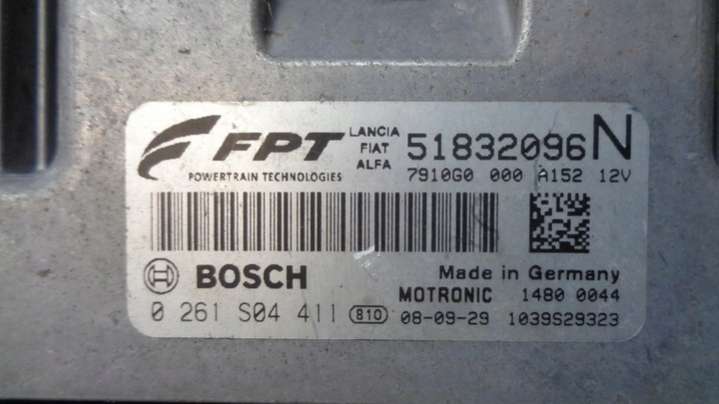 FPT LANCIA FIAT ALFA 51832096 N
POWERTRAIN TECHNOLOGIES 7910G0 000 A152 12V
BOSCH Made in Germany
MOTRONIC 1480 0044
0 261 S04 411 810 08-09-29 1039S29323